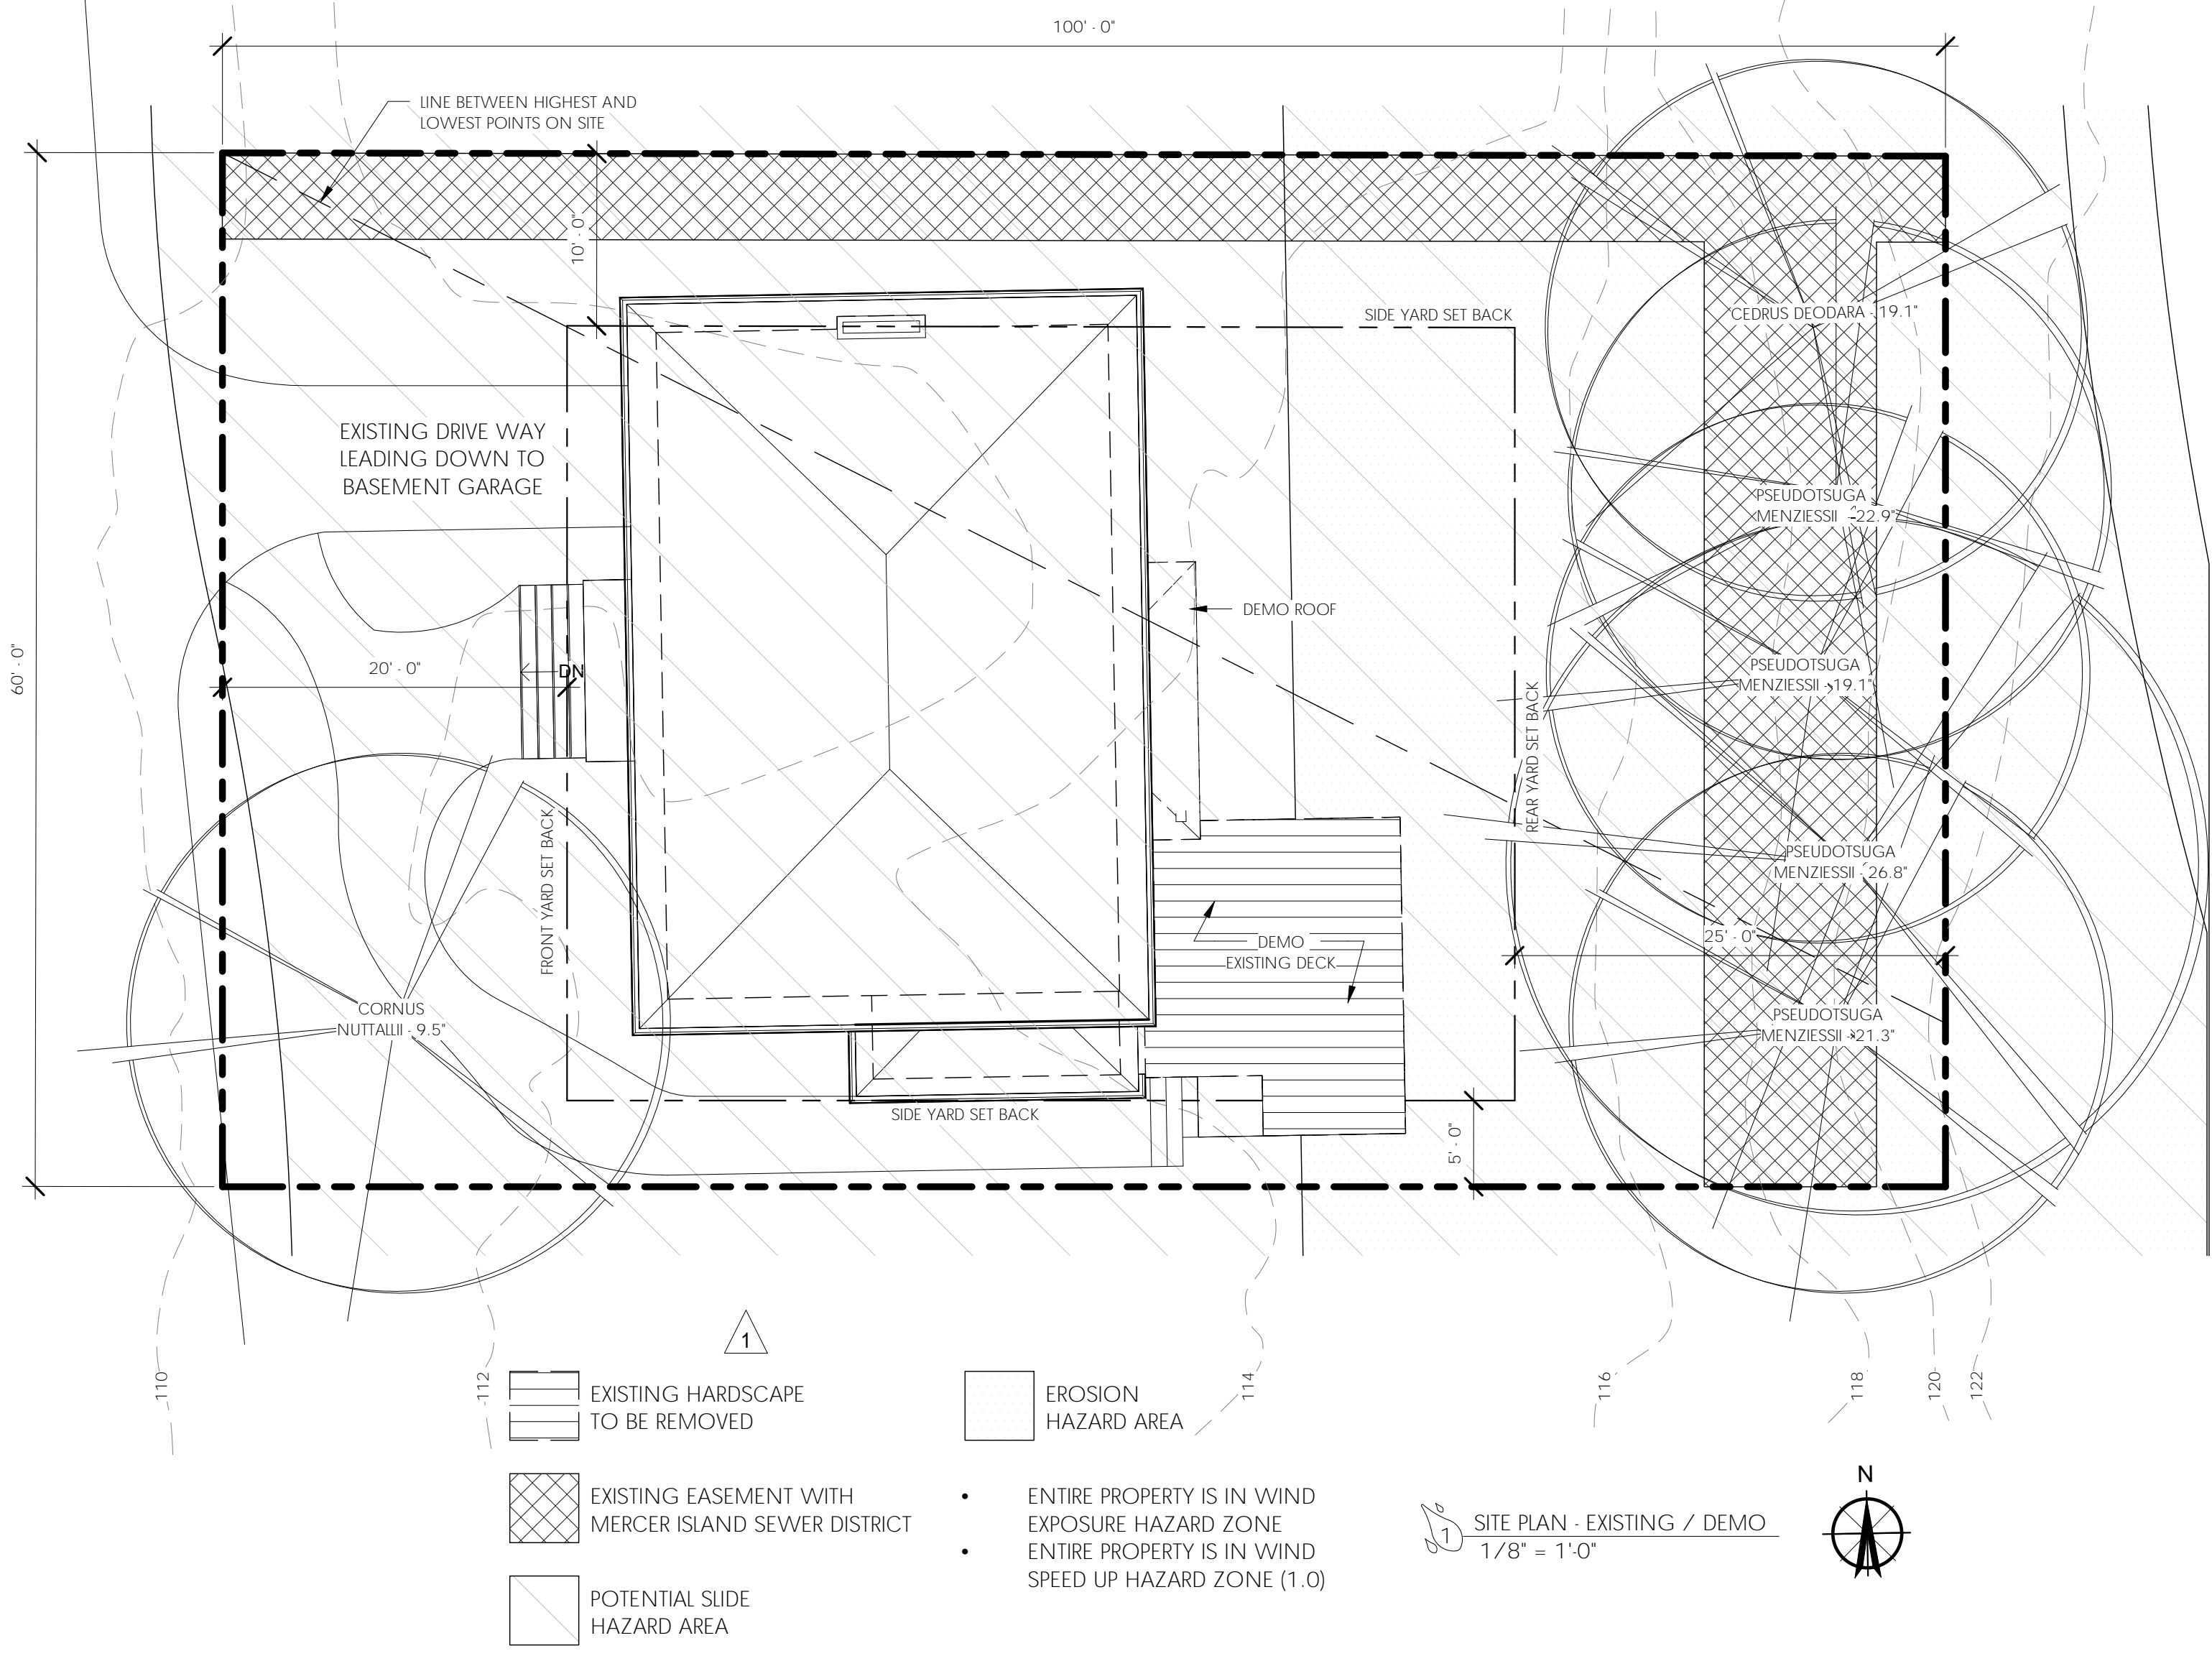 100' - 0"
LINE BETWEEN HIGHEST AND
LOWEST POINTS ON SITE
10' - 0"
SIDE YARD SET BACK
CEDRUS DEODARA - 19.1"
EXISTING DRIVE WAY
LEADING DOWN TO
BASEMENT GARAGE
PSEUDOTSUGA
MENZIESSII - 22.9"
DEMO ROOF
60' - 0"
20' - 0"
DN
PSEUDOTSUGA
MENZIESSII - 19.1"
REAR YARD SET BACK
FRONT YARD SET BACK
PSEUDOTSUGA
MENZIESSII - 26.8"
25' - 0"
DEMO
EXISTING DECK
CORNUS
NUTTALLII - 9.5"
PSEUDOTSUGA
MENZIESSII - 21.3"
SIDE YARD SET BACK
5' - 0"
1
110
112
114
116
118
120
122
EXISTING HARDSCAPE
TO BE REMOVED
EROSION
HAZARD AREA
EXISTING EASEMENT WITH
MERCER ISLAND SEWER DISTRICT
• ENTIRE PROPERTY IS IN WIND
EXPOSURE HAZARD ZONE
• ENTIRE PROPERTY IS IN WIND
SPEED UP HAZARD ZONE (1.0)
POTENTIAL SLIDE
HAZARD AREA
1 SITE PLAN - EXISTING / DEMO
1/8" = 1'-0"
N